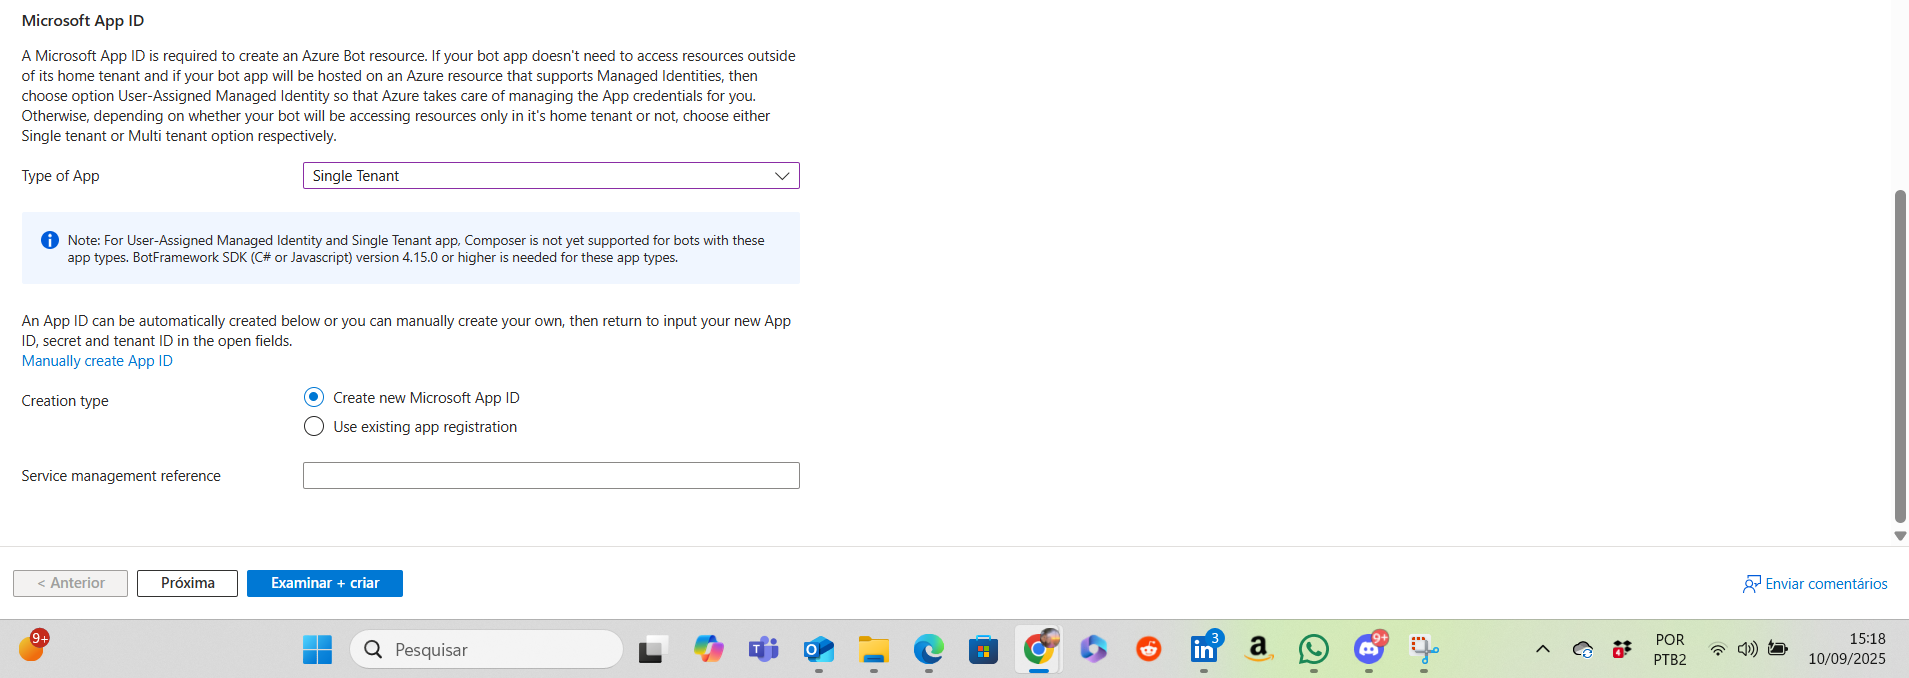 Microsoft App ID
A Microsoft App ID is required to create an Azure Bot resource. If your bot app doesn't need to access resources outside
of its home tenant and if your bot app will be hosted on an Azure resource that supports Managed Identities, then
choose option User-Assigned Managed Identity so that Azure takes care of managing the App credentials for you.
Otherwise, depending on whether your bot will be accessing resources only in it's home tenant or not, choose either
Single tenant or Multi tenant option respectively.
Type of App
Single Tenant
Note: For User-Assigned Managed Identity and Single Tenant app, Composer is not yet supported for bots with these
app types. BotFramework SDK (C# or Javascript) version 4.15.0 or higher is needed for these app types.
An App ID can be automatically created below or you can manually create your own, then return to input your new App
ID, secret and tenant ID in the open fields.
Manually create App ID
Creation type
Create new Microsoft App ID
Use existing app registration
Service management reference
< Anterior
Próxima
Examinar + criar
Enviar comentários
9+
Pesquisar
3
9+
4
POR
PTB2
15:18
10/09/2025